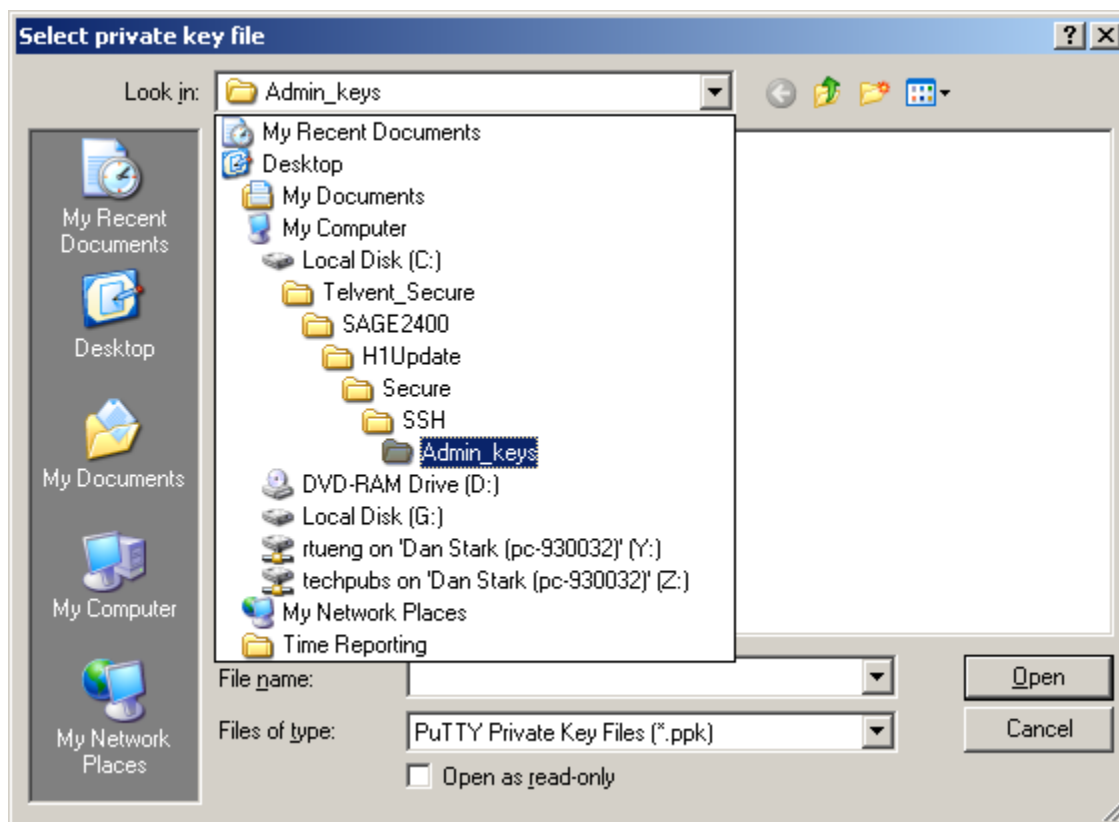 Select private key file
Look in:
Admin_keys
My Recent Documents
Desktop
My Documents
My Computer
Local Disk (C:)
Telvent_Secure
SAGE2400
H1Update
Secure
SSH
Admin_keys
DVD-RAM Drive (D:)
Local Disk (G:)
rtueng on 'Dan Stark (pc-930032)' (Y:)
techpubs on 'Dan Stark (pc-930032)' (Z:)
My Network Places
Time Reporting
My Recent
Documents
Desktop
My Documents
My Computer
My Network
Places
File name:
Open
Files of type:
PuTTY Private Key Files (*.ppk)
Cancel
Open as read-only